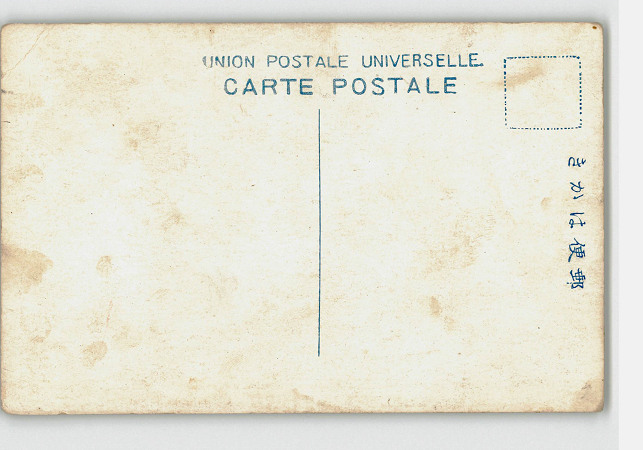 UNION POSTALE UNIVERSELLE.
CARTE POSTALE
きかは便郵